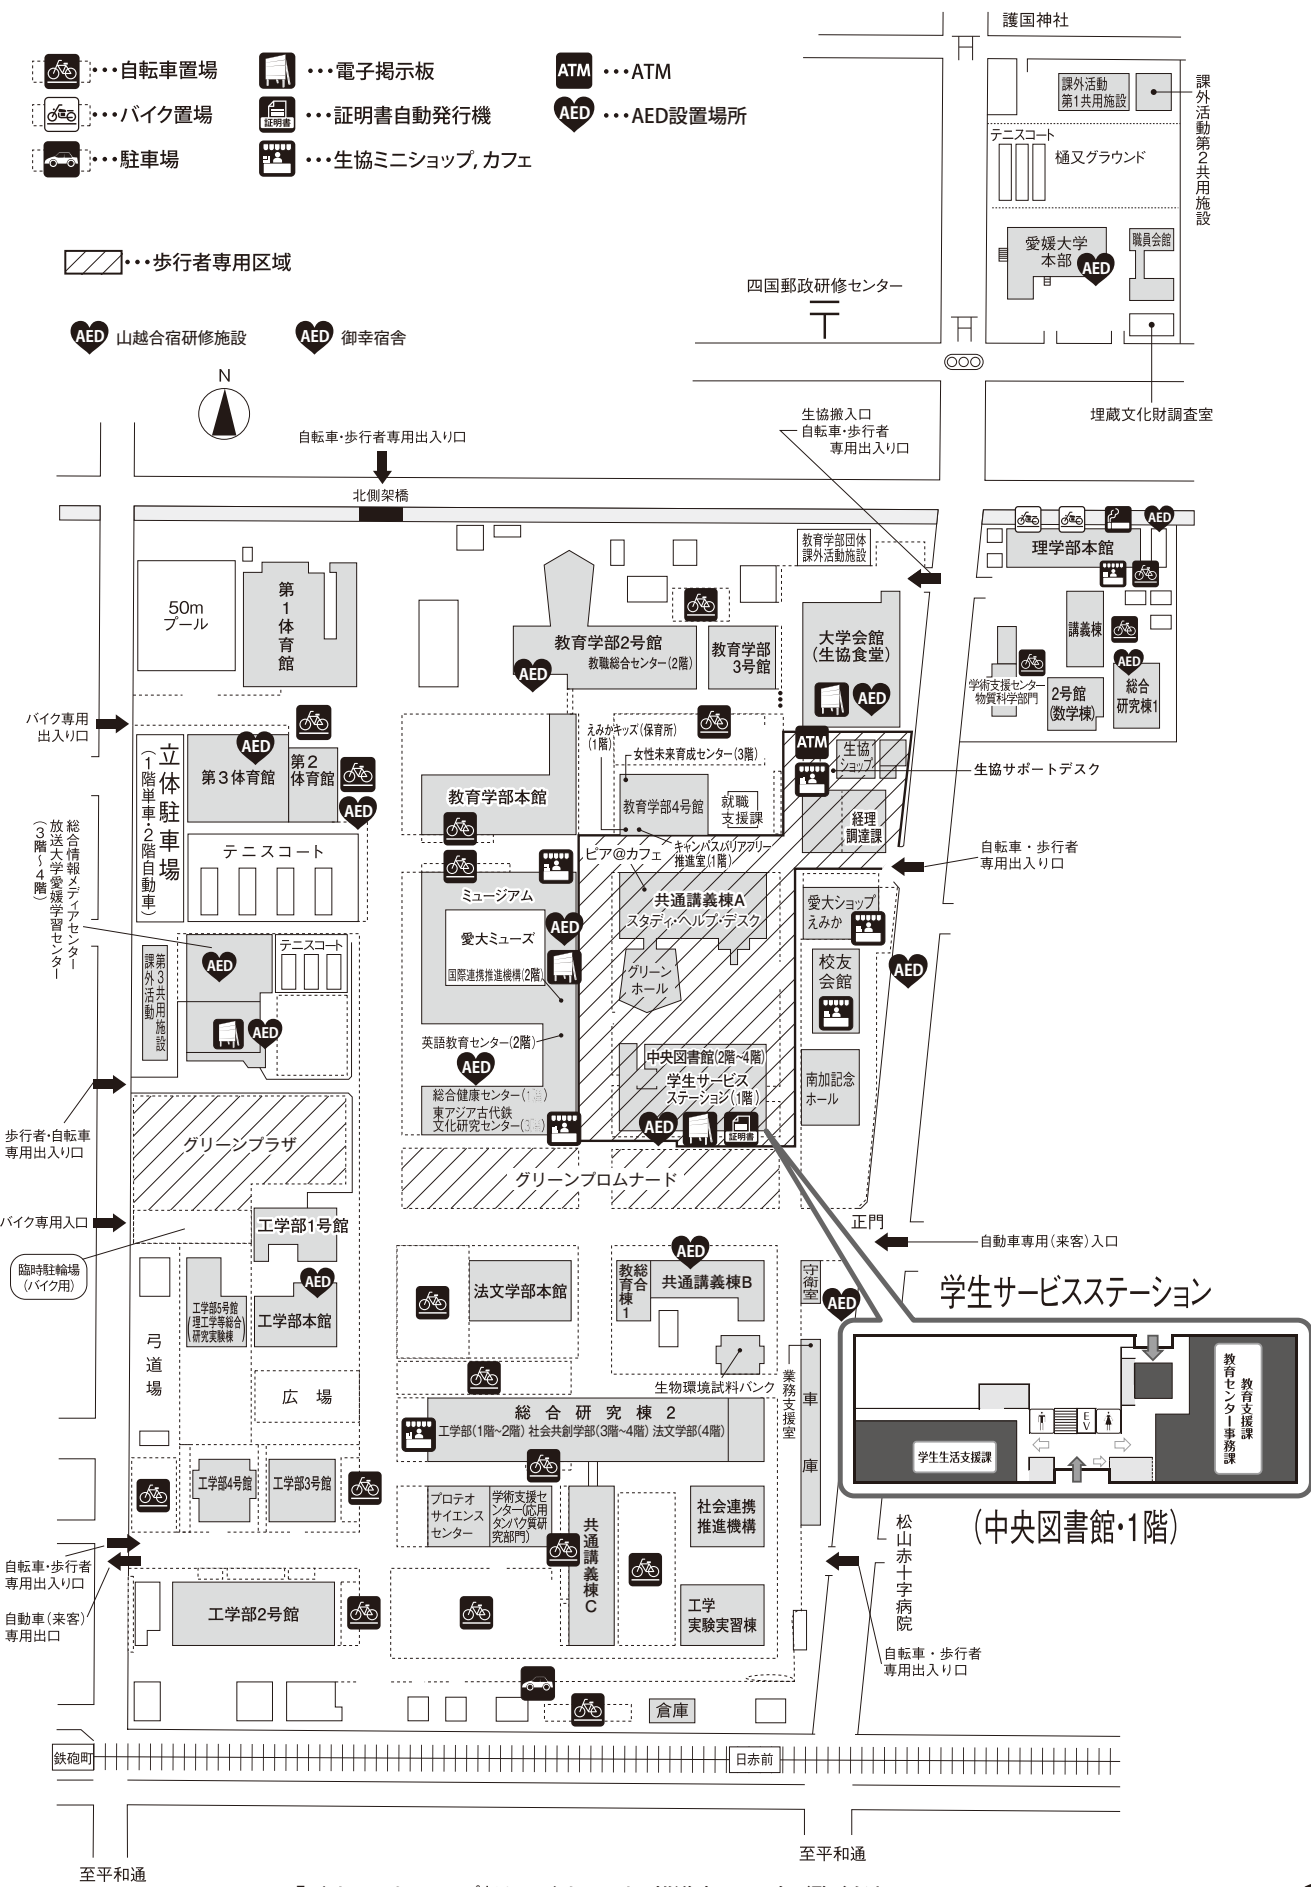 護国神社
…自転車置場
…電子掲示板
ATM
…ATM
…バイク置場
証明書
…証明書自動発行機
AED
…AED設置場所
…駐車場
…生協ミニショップ,カフェ
課外活動
第1共用施設
課外活動第2共用施設
テニスコート
樋又グラウンド
…歩行者専用区域
愛媛大学
本部
AED
職員会館
四国郵政研修センター
AED
山越合宿研修施設
AED
御幸宿舎
埋蔵文化財調査室
N
生協搬入口
自転車・歩行者
専用出入り口
自転車・歩行者専用出入り口
北側架橋
教育学部団体
課外活動施設
AED
理学部本館
50m
プール
第1体育館
教育学部2号館
教職総合センター(2階)
AED
教育学部
3号館
大学会館
(生協食堂)
AED
講義棟
AED
学術支援センター
物質科学部門
2号館
(数学棟)
総合
研究棟1
バイク専用
出入り口
立体駐車場
(1階単車・2階自動車)
AED
第3体育館
第2
体育館
AED
えみかキッズ(保育所)
(1階)
女性未来育成センター(3階)
ATM
生協
ショップ
生協サポートデスク
教育学部本館
教育学部4号館
就職
支援課
経理
調達課
総合情報メディアセンター
放送大学愛媛学習センター
(3階〜4階)
テニスコート
ピア@カフェ
キャンパスバリアフリー
推進室(1階)
自転車・歩行者
専用出入り口
ミュージアム
共通講義棟A
スタディ・ヘルプ・デスク
愛大ショップ
えみか
愛大ミューズ
AED
国際連携推進機構(2階)
グリーン
ホール
校友
会館
AED
第3共用施設
課外活動
AED
テニスコート
AED
英語教育センター(2階)
AED
中央図書館(2階~4階)
学生サービス
ステーション(1階)
南加記念
ホール
総合健康センター(1階)
東アジア古代鉄
文化研究センター(3階)
AED
証明書
歩行者・自転車
専用出入り口
グリーンプラザ
グリーンプロムナード
バイク専用入口
工学部1号館
正門
自動車専用(来客)入口
臨時駐輪場
(バイク用)
AED
工学部5号館
(理工学等総合)
研究実験棟
工学部本館
法文学部本館
総合
教育棟1
AED
共通講義棟B
守衛室
AED
学生サービスステーション
弓道場
広場
生物環境試料バンク
業務支援室
車庫
教育支援課
教育センター事務課
EV
学生生活支援課
(中央図書館・1階)
総合研究棟2
工学部(1階~2階) 社会共創学部(3階~4階) 法文学部(4階)
工学部4号館
工学部3号館
プロテオ
サイエンス
センター
学術支援セ
ンター(応用
タンパク質研
究部門)
共通講義棟C
社会連携
推進機構
松山赤十字病院
自転車・歩行者
専用出入り口
自動車(来客)
専用出口
工学部2号館
工学
実験実習棟
自転車・歩行者
専用出入り口
倉庫
鉄砲町
日赤前
至平和通
至平和通